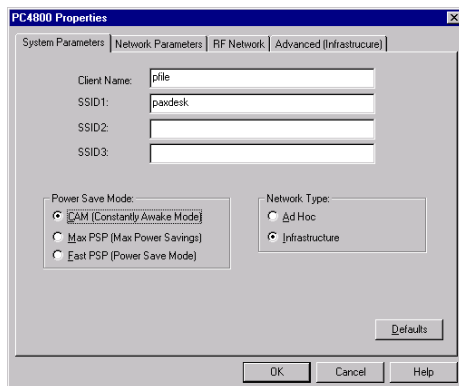 PC4800 Properties
System Parameters Network Parameters RF Network Advanced (Infrastrucure)
Client Name: pfile
SSID1: paxdesk
SSID2:
SSID3:
Power Save Mode: Network Type:
CAM (Constantly Awake Mode) Ad Hoc
Max PSP (Max Power Savings) Infrastructure
Fast PSP (Power Save Mode)
Defaults
OK Cancel Help